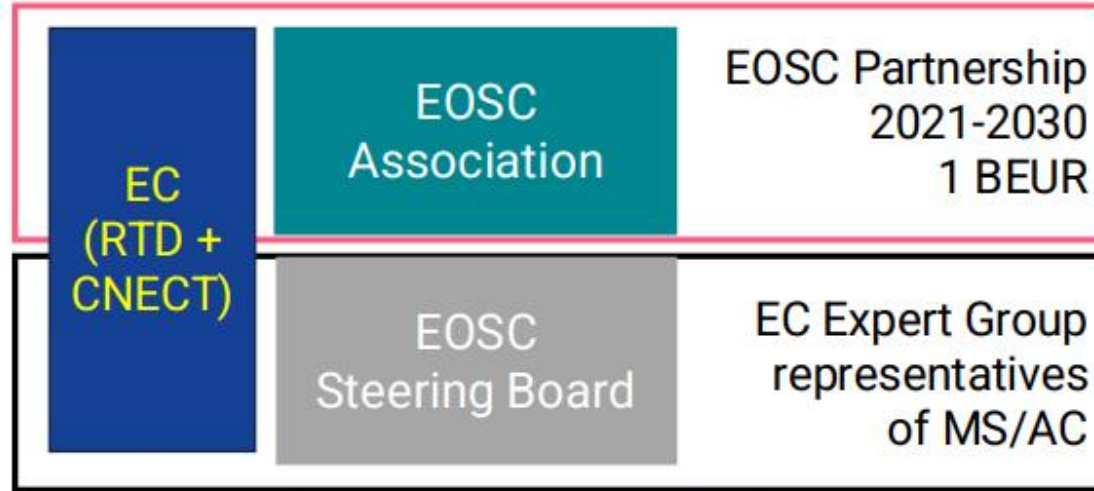 EC
(RTD +
CNECT)
EOSC
Association
EOSC Partnership
2021-2030
1 BEUR
EOSC
Steering Board
EC Expert Group
representatives
of MS/AC